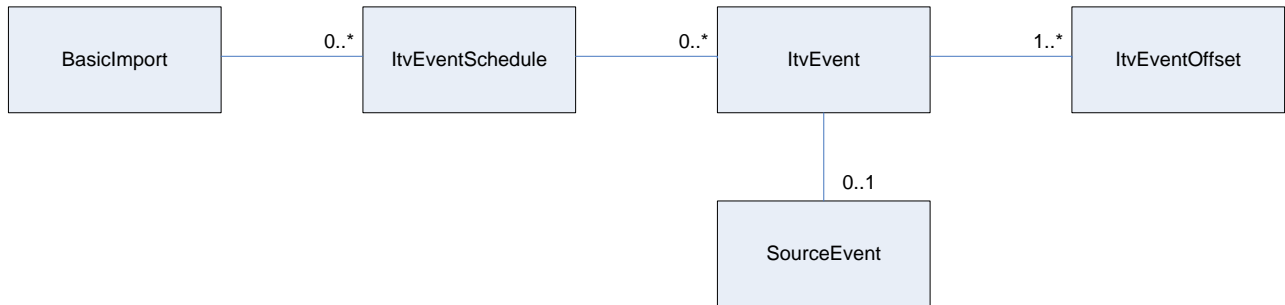 BasicImport
0..*
ItvEventSchedule
0..*
ItvEvent
1..*
ItvEventOffset
0..1
SourceEvent